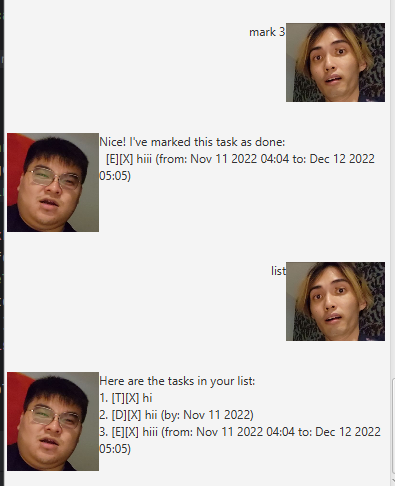 mark 3
Nice! I've marked this task as done:
[E][X] hiii (from: Nov 11 2022 04:04 to: Dec 12 2022
05:05)
list
Here are the tasks in your list:
1. [T][X] hi
2. [D][X] hii (by: Nov 11 2022)
3. [E][X] hiii (from: Nov 11 2022 04:04 to: Dec 12 2022
05:05)